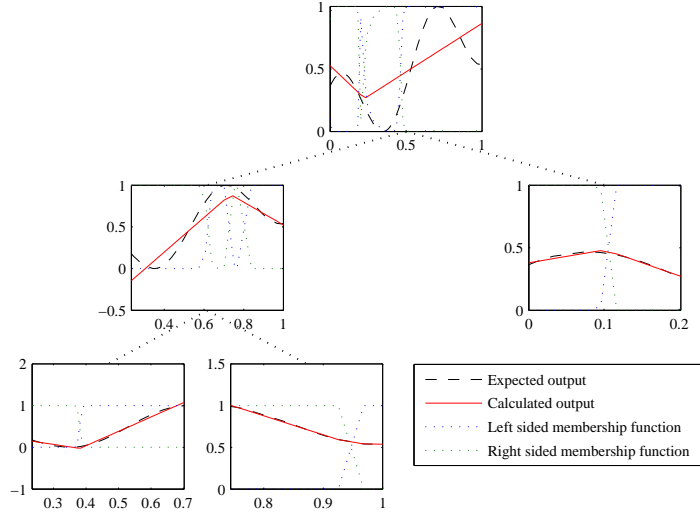 1
0.5
0
0 0.5 1
1
0.5
0
−0.5
0.4 0.6 0.8 1
1
0.5
0
0 0.1 0.2
2
1
0
−1
0.3 0.4 0.5 0.6 0.7
1.5
1
0.5
0
0.8 0.9 1
Expected output
Calculated output
Left sided membership function
Right sided membership function